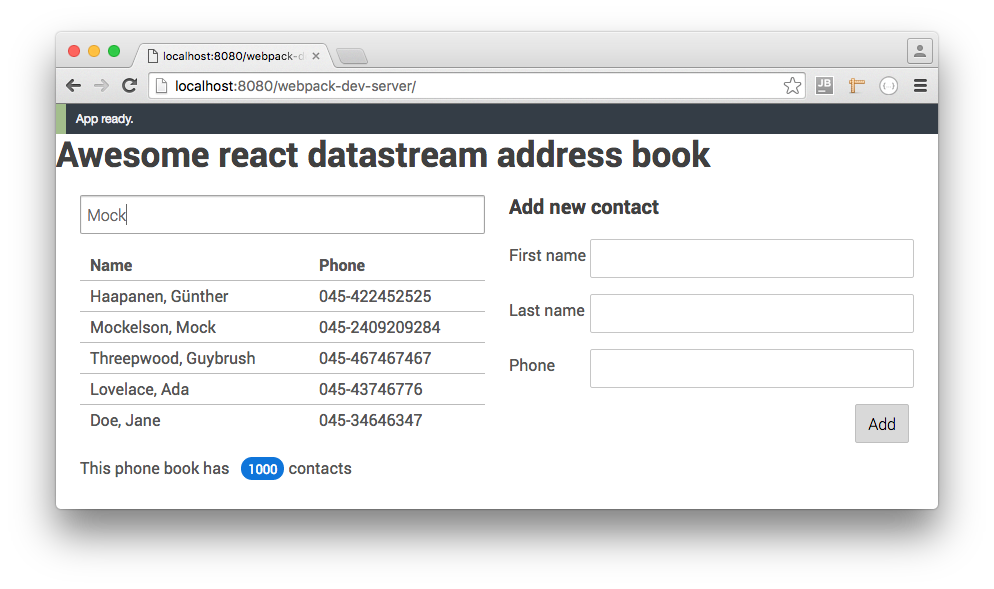 localhost:8080/webpack-d
localhost:8080/webpack-dev-server/
JB
App ready.
Awesome react datastream address book
Mock
Name Phone
Haapanen, Günther 045-422452525
Mockelson, Mock 045-2409209284
Threepwood, Guybrush 045-467467467
Lovelace, Ada 045-43746776
Doe, Jane 045-34646347
This phone book has 1000 contacts
Add new contact
First name
Last name
Phone
Add